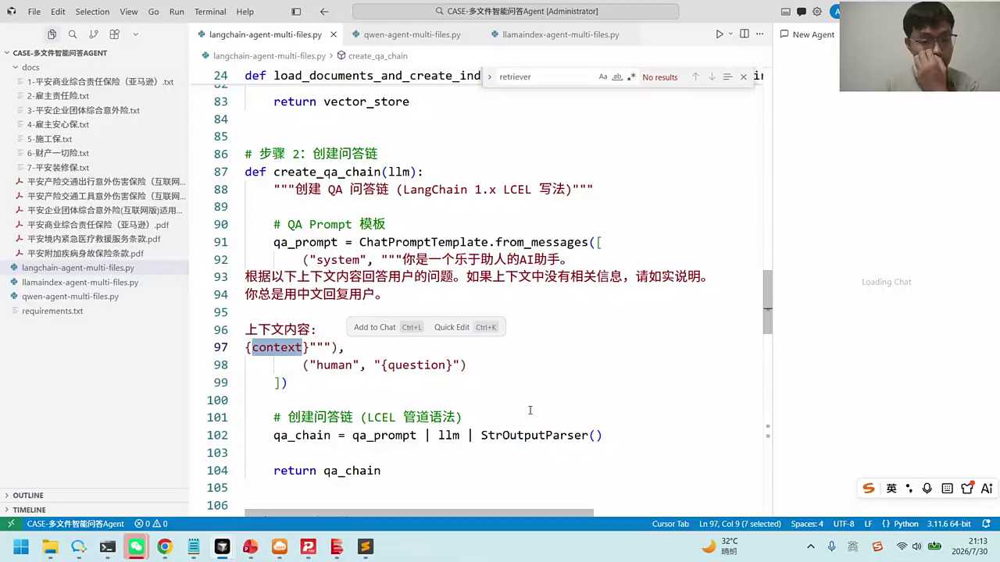 File Edit Selection View Go Run Terminal Help
CASE-多文件智能问答Agent [Administrator]
langchain-agent-multi-files.py
qwen-agent-multi-files.py
llamaindex-agent-multi-files.py
New Agent
CASE-多文件智能问答AGENT
langchain-agent-multi-files.py > create_qa_chain
docs
1-平安商业综合责任保险（亚马逊）.txt
2-雇主责任险.txt
3-平安企业团体综合意外险.txt
4-雇主安心保.txt
5-施工保.txt
6-财产一切险.txt
7-平安装修保.txt
平安产险交通出行意外伤害保险（互联网...
平安产险交通工具意外伤害保险（互联网...
平安企业团体综合意外险(互联网版)适用...
平安商业综合责任保险（亚马逊）.pdf
平安境内紧急医疗救援服务条款.pdf
平安附加疾病身故保险条款.pdf
langchain-agent-multi-files.py
llamaindex-agent-multi-files.py
qwen-agent-multi-files.py
requirements.txt
OUTLINE
TIMELINE
retriever
Aa ab No results
24 def load_documents_and_create_ind
82
83 return vector_store
84
85
86 # 步骤 2：创建问答链
87 def create_qa_chain(llm):
88 """创建 QA 问答链 (LangChain 1.x LCEL 写法)"""
89
90 # QA Prompt 模板
91 qa_prompt = ChatPromptTemplate.from_messages([
92 ("system", """你是一个乐于助人的AI助手。
93 根据以下上下文内容回答用户的问题。如果上下文中没有相关信息，请如实说明。
94 你总是用中文回复用户。
95
Add to Chat Ctrl+L Quick Edit Ctrl+K
96 上下文内容:
97 {context}"""),
98 ("human", "{question}")
99 ])
100
101 # 创建问答链 (LCEL 管道语法)
102 qa_chain = qa_prompt | llm | StrOutputParser()
103
104 return qa_chain
105
106
Loading Chat
英
CASE-多文件智能问答Agent 0 0
Cursor Tab Ln 97, Col 9 (7 selected) Spaces: 4 UTF-8 LF {} Python 3.11.6 64-bit
32°C
晴朗
英
21:13
2026/7/30